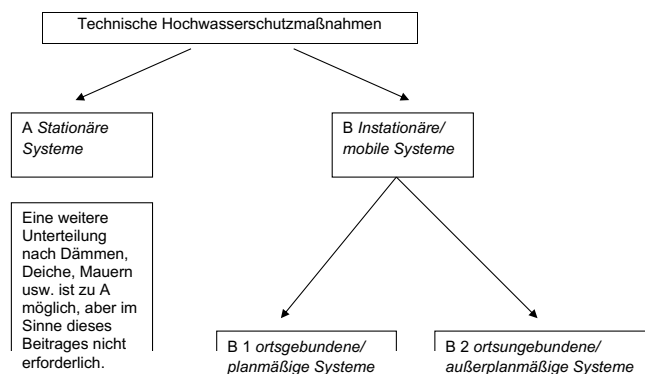 Technische Hochwasserschutzmaßnahmen
A Stationäre
Systeme
B Instationäre/
mobile Systeme
Eine weitere
Unterteilung
nach Dämmen,
Deiche, Mauern
usw. ist zu A
möglich, aber im
Sinne dieses
Beitrages nicht
erforderlich.
B 1 ortsgebundene/
planmäßige Systeme
B 2 ortsungebundene/
außerplanmäßige Systeme